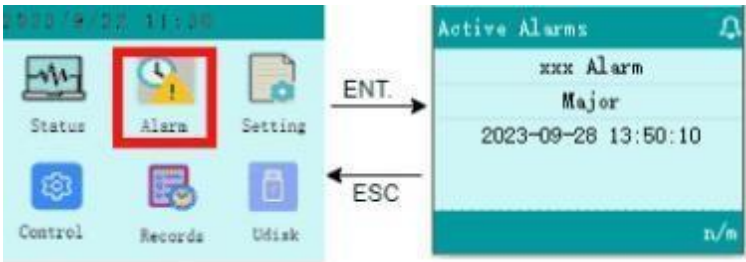 Status
Alarm
Setting
Control
Records
Udisk
ENT.
ESC
Active Alarms
xxx Alarm
Major
2023-09-28 13:50:10
n/m